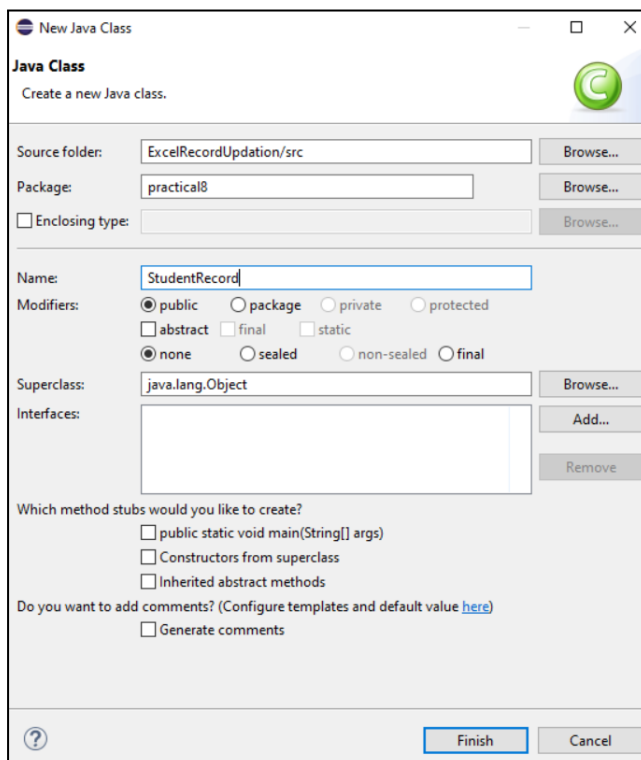 New Java Class
Java Class
Create a new Java class.
C
Source folder: ExcelRecordUpdation/src Browse...
Package: practical8 Browse...
Enclosing type: Browse...
Name: StudentRecord
Modifiers: public package private protected
abstract final static
none sealed non-sealed final
Superclass: java.lang.Object Browse...
Interfaces: Add...
Remove
Which method stubs would you like to create?
public static void main(String[] args)
Constructors from superclass
Inherited abstract methods
Do you want to add comments? (Configure templates and default value here)
Generate comments
? Finish Cancel